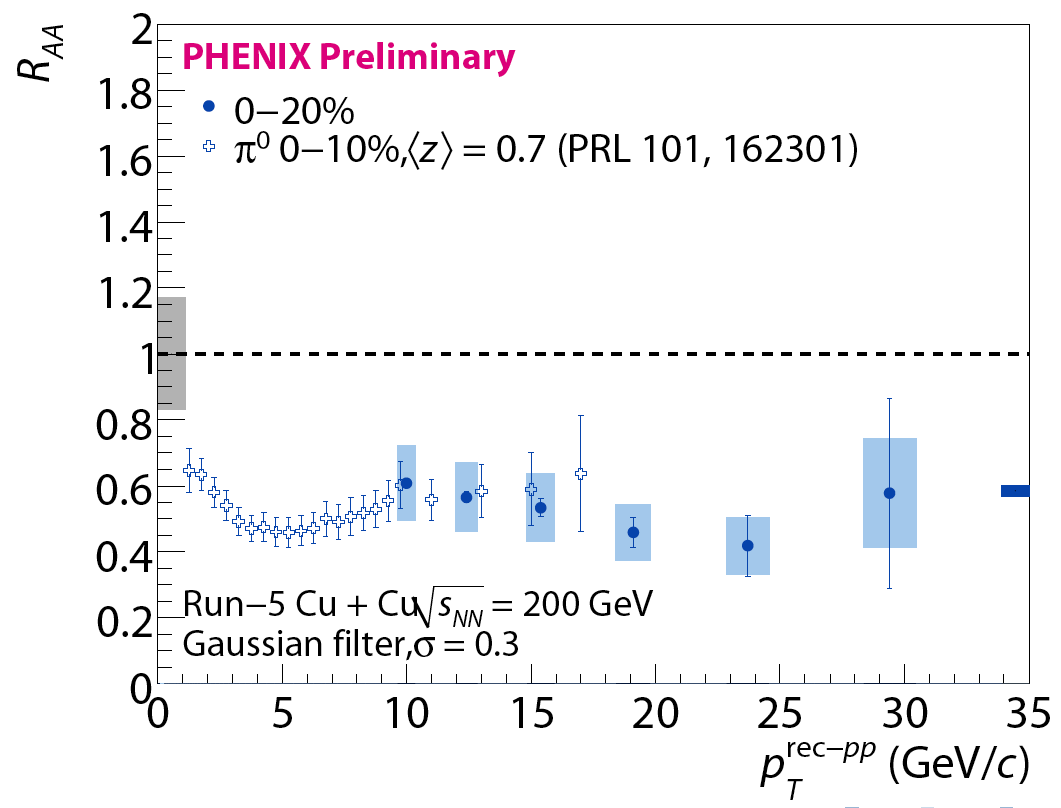 R_AA
2
PHENIX Preliminary
1.8
0−20%
π⁰ 0−10%,⟨z⟩ = 0.7 (PRL 101, 162301)
1.6
1.4
1.2
1
0.8
0.6
0.4
Run−5 Cu + Cu√s_NN = 200 GeV
0.2
Gaussian filter,σ = 0.3
0
0 5 10 15 20 25 30 35
p_T^rec−pp (GeV/c)